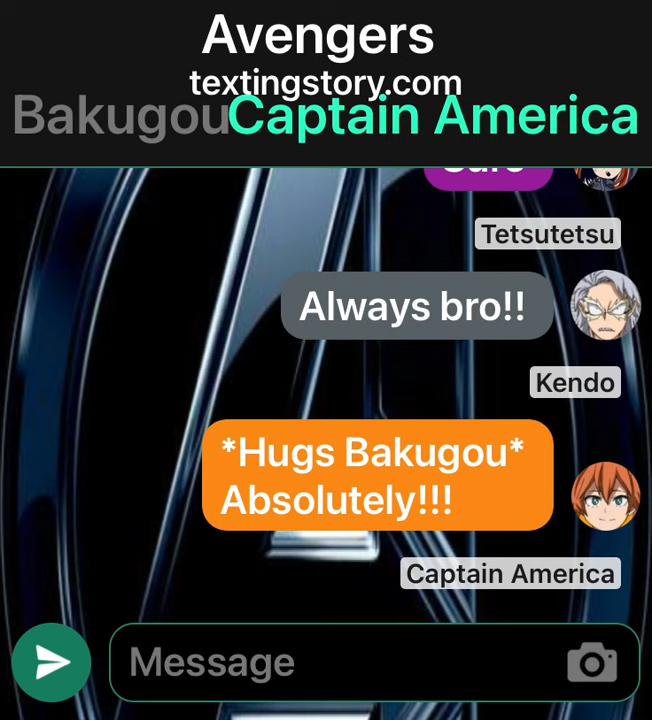 Avengers
textingstory.com
Bakugou Captain America
Tetsutetsu
Always bro!!
Kendo
*Hugs Bakugou*
Absolutely!!!
Captain America
Message